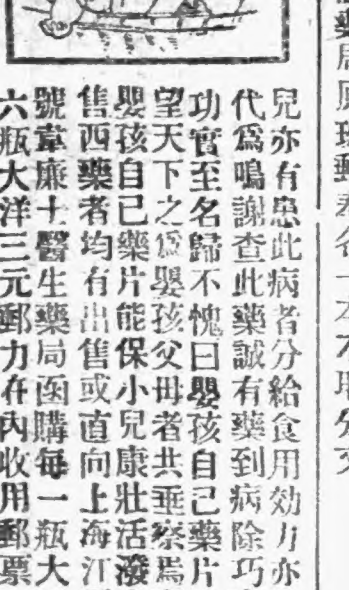 兒亦有患此病者分給食用効力亦
代爲鳴謝查此藥誠有藥到病除巧
功實至名歸不愧曰嬰孩自己藥片
望天下之爲嬰孩父母者共垂察焉
嬰孩自己藥片能保小兒康壯活潑
售西藥者均有出售或直向上海江
號韋廉士醫生藥局函購每一瓶大
六瓶大洋三元郵力在內收用郵票